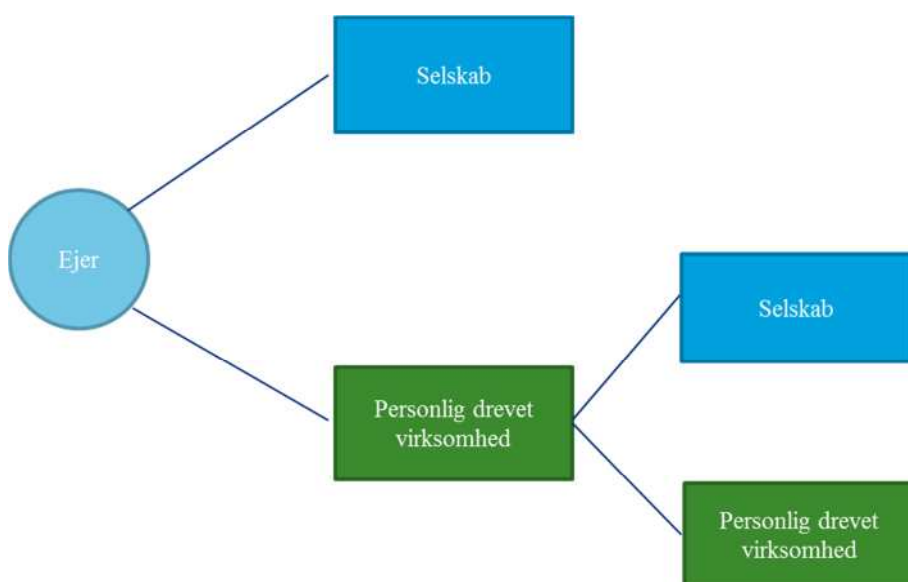 Selskab
Ejer
Selskab
Personlig drevet
virksomhed
Personlig drevet
virksomhed